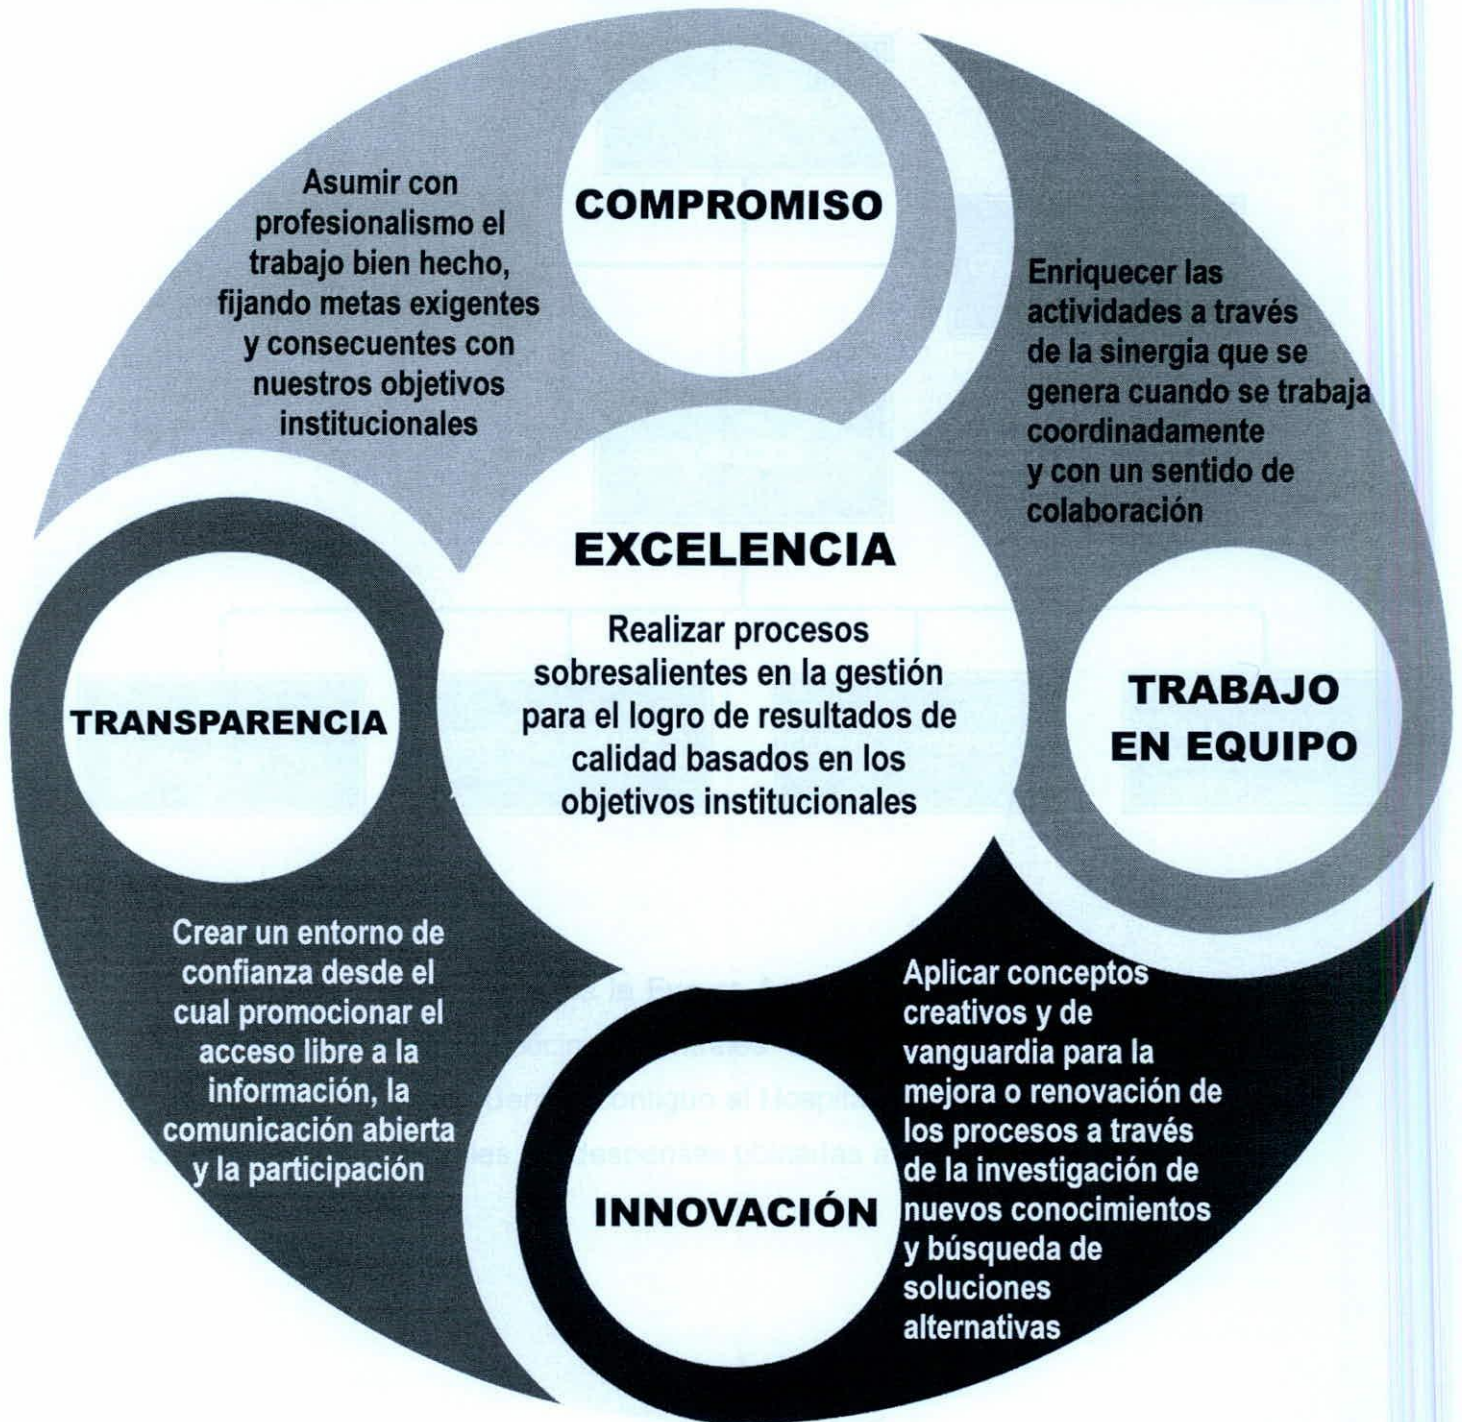 COMPROMISO
Asumir con
profesionalismo el
trabajo bien hecho,
fijando metas exigentes
y consecuentes con
nuestros objetivos
institucionales
Enriquecer las
actividades a través
de la sinergia que se
genera cuando se trabaja
coordinadamente
y con un sentido de
colaboración
TRABAJO
EN EQUIPO
EXCELENCIA
Realizar procesos
sobresalientes en la gestión
para el logro de resultados de
calidad basados en los
objetivos institucionales
TRANSPARENCIA
Crear un entorno de
confianza desde el
cual promocionar el
acceso libre a la
información, la
comunicación abierta
y la participación
INNOVACIÓN
Aplicar conceptos
creativos y de
vanguardia para la
mejora o renovación de
los procesos a través
de la investigación de
nuevos conocimientos
y búsqueda de
soluciones
alternativas